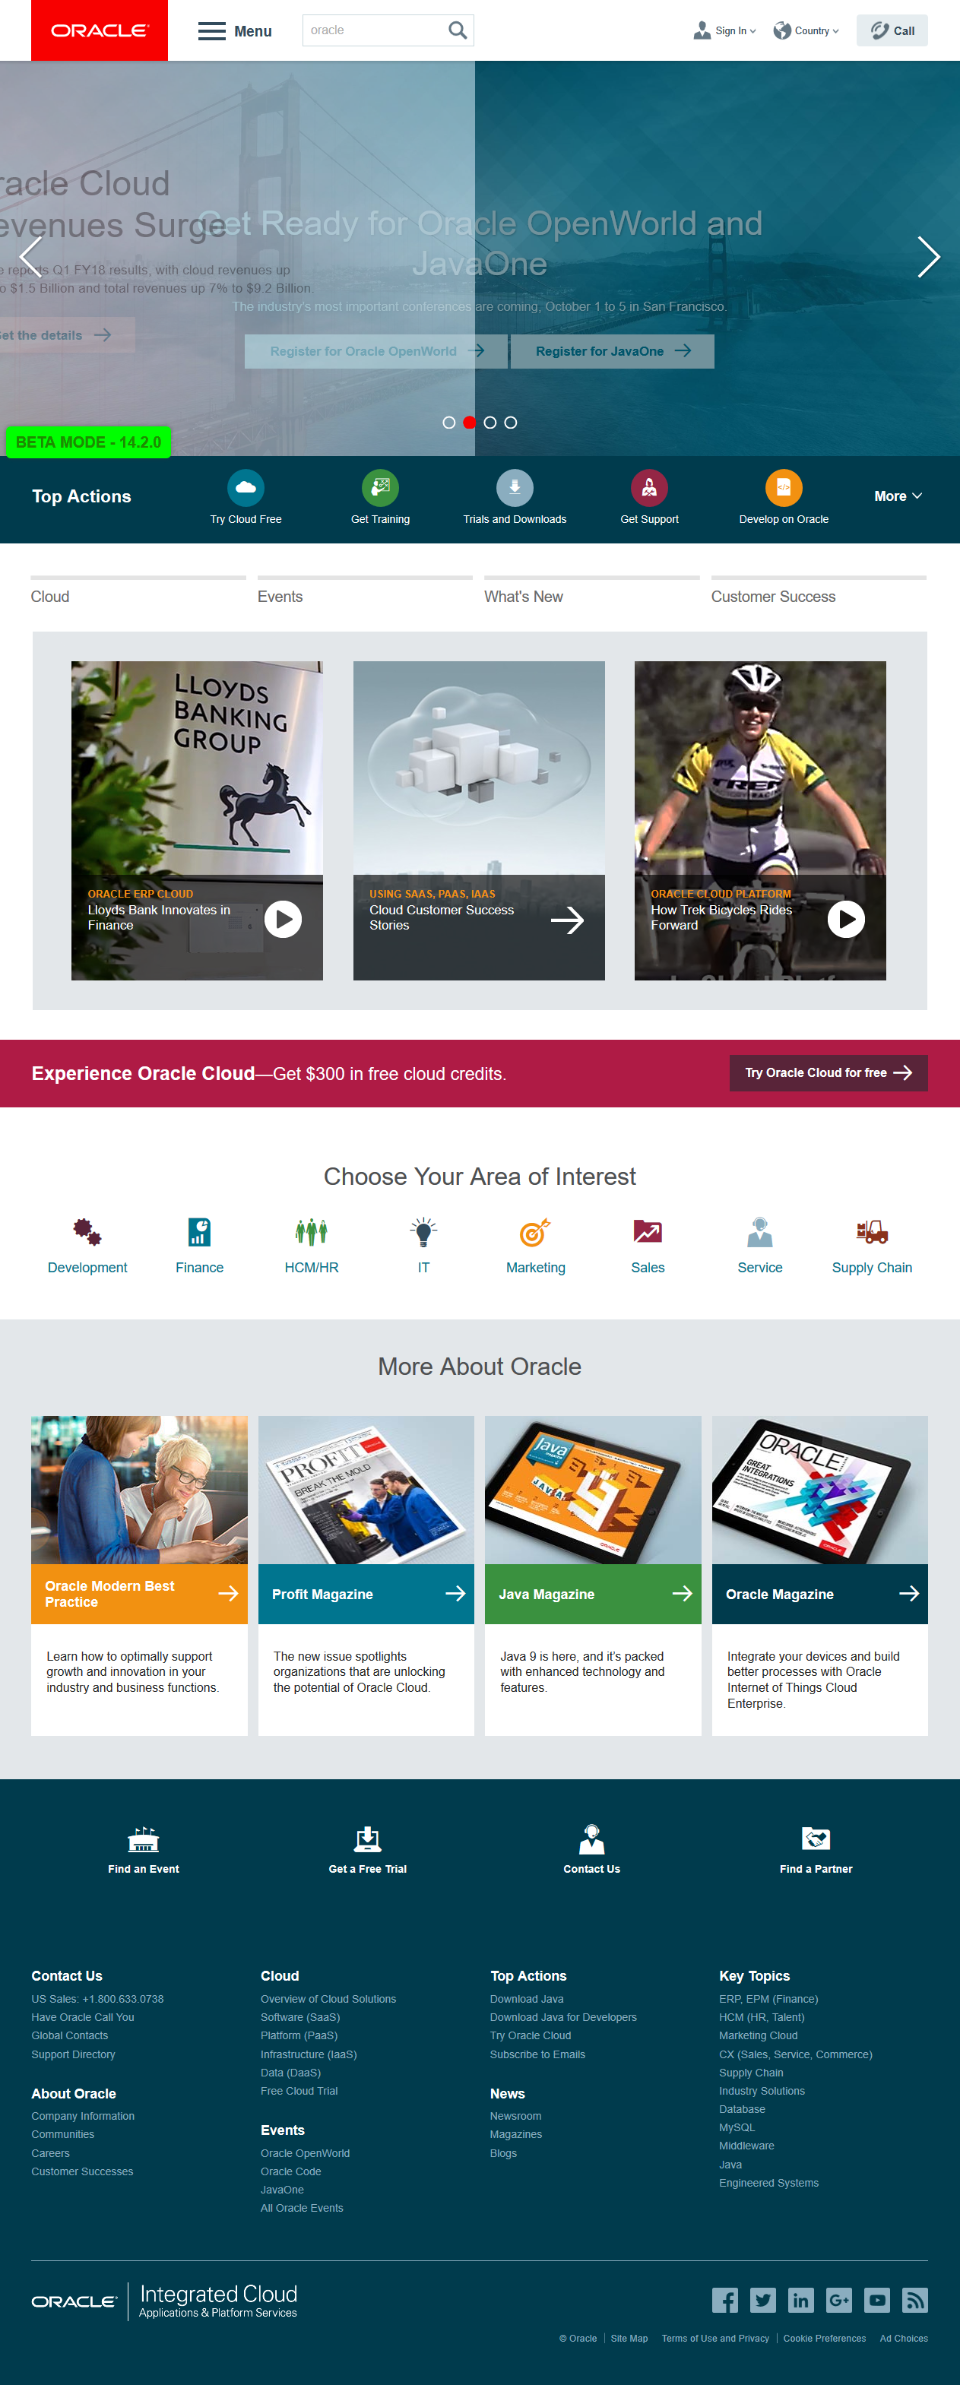 ORACLE
Menu
oracle
Sign In
Country
Call
racle Cloud
evenues Surge
e reports Q1 FY18 results, with cloud revenues up
o $1.5 Billion and total revenues up 7% to $9.2 Billion.
et the details
Get Ready for Oracle OpenWorld and
JavaOne
The industry's most important conferences are coming, October 1 to 5 in San Francisco.
Register for Oracle OpenWorld
Register for JavaOne
BETA MODE - 14.2.0
Top Actions
Try Cloud Free
Get Training
Trials and Downloads
Get Support
Develop on Oracle
More
Cloud
Events
What's New
Customer Success
LLOYDS
BANKING
GROUP
ORACLE ERP CLOUD
Lloyds Bank Innovates in
Finance
USING SAAS, PAAS, IAAS
Cloud Customer Success
Stories
TREK
ORACLE CLOUD PLATFORM
How Trek Bicycles Rides
Forward
Experience Oracle Cloud—Get $300 in free cloud credits.
Try Oracle Cloud for free
Choose Your Area of Interest
Development
Finance
HCM/HR
IT
Marketing
Sales
Service
Supply Chain
More About Oracle
PROFIT
BREAK THE MOLD
Java
JAVA 9
ORACLE
GREAT
INTEGRATIONS
Oracle Modern Best
Practice
Profit Magazine
Java Magazine
Oracle Magazine
Learn how to optimally support
growth and innovation in your
industry and business functions.
The new issue spotlights
organizations that are unlocking
the potential of Oracle Cloud.
Java 9 is here, and it's packed
with enhanced technology and
features.
Integrate your devices and build
better processes with Oracle
Internet of Things Cloud
Enterprise.
Find an Event
Get a Free Trial
Contact Us
Find a Partner
Contact Us
US Sales: +1.800.633.0738
Have Oracle Call You
Global Contacts
Support Directory
About Oracle
Company Information
Communities
Careers
Customer Successes
Cloud
Overview of Cloud Solutions
Software (SaaS)
Platform (PaaS)
Infrastructure (IaaS)
Data (DaaS)
Free Cloud Trial
Events
Oracle OpenWorld
Oracle Code
JavaOne
All Oracle Events
Top Actions
Download Java
Download Java for Developers
Try Oracle Cloud
Subscribe to Emails
News
Newsroom
Magazines
Blogs
Key Topics
ERP, EPM (Finance)
HCM (HR, Talent)
Marketing Cloud
CX (Sales, Service, Commerce)
Supply Chain
Industry Solutions
Database
MySQL
Middleware
Java
Engineered Systems
ORACLE
Integrated Cloud
Applications & Platform Services
© Oracle
Site Map
Terms of Use and Privacy
Cookie Preferences
Ad Choices